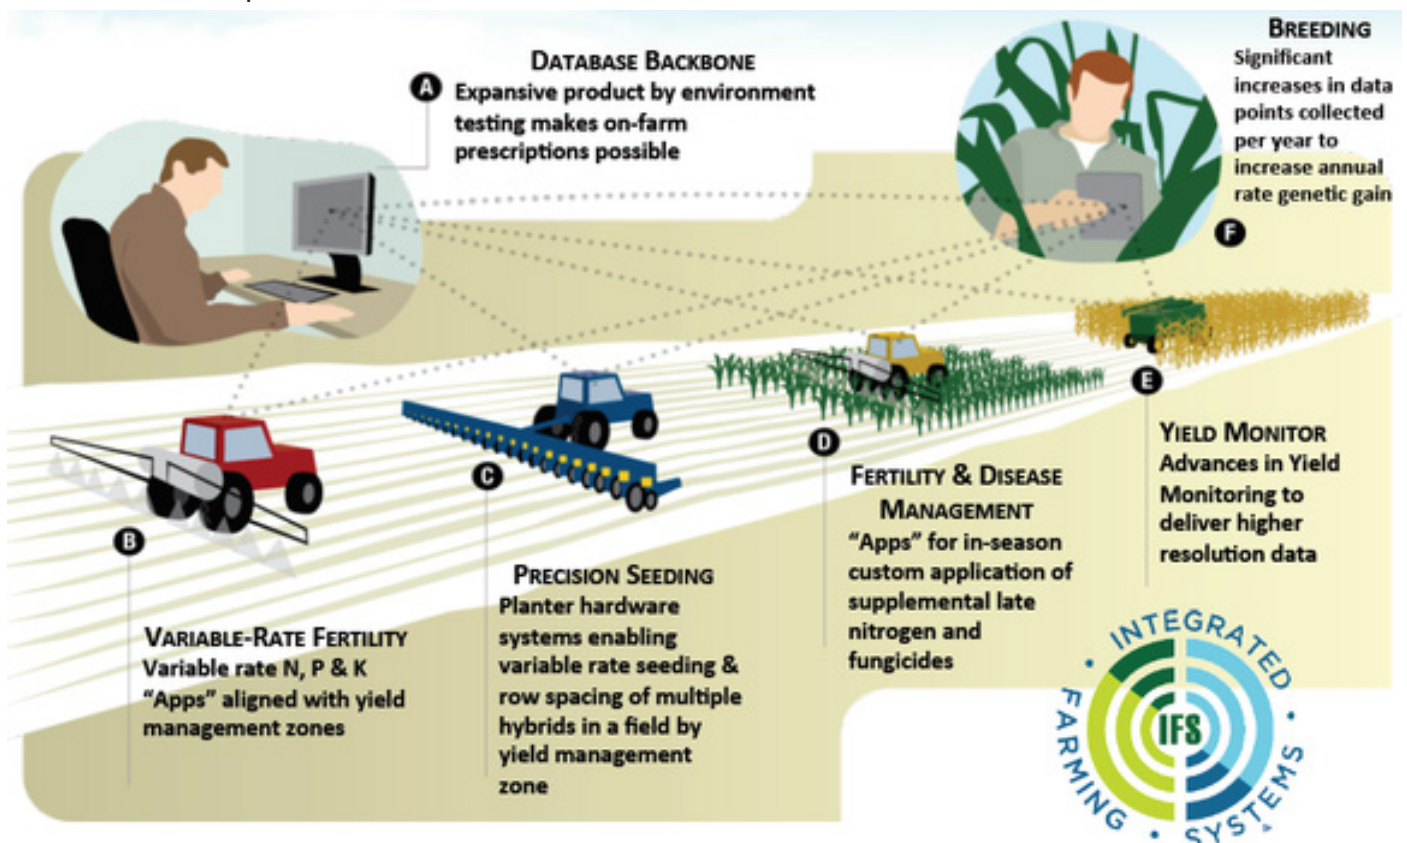 DATABASE BACKBONE
A
Expansive product by environment
testing makes on-farm
prescriptions possible
BREEDING
Significant
increases in data
points collected
per year to
increase annual
rate genetic gain
F
B
VARIABLE-RATE FERTILITY
Variable rate N, P & K
“Apps” aligned with yield
management zones
C
PRECISION SEEDING
Planter hardware
systems enabling
variable rate seeding &
row spacing of multiple
hybrids in a field by
yield management
zone
D
FERTILITY & DISEASE
MANAGEMENT
“Apps” for in-season
custom application of
supplemental late
nitrogen and
fungicides
E
YIELD MONITOR
Advances in Yield
Monitoring to
deliver higher
resolution data
INTEGRATED
FARMING
SYSTEMS
IFS